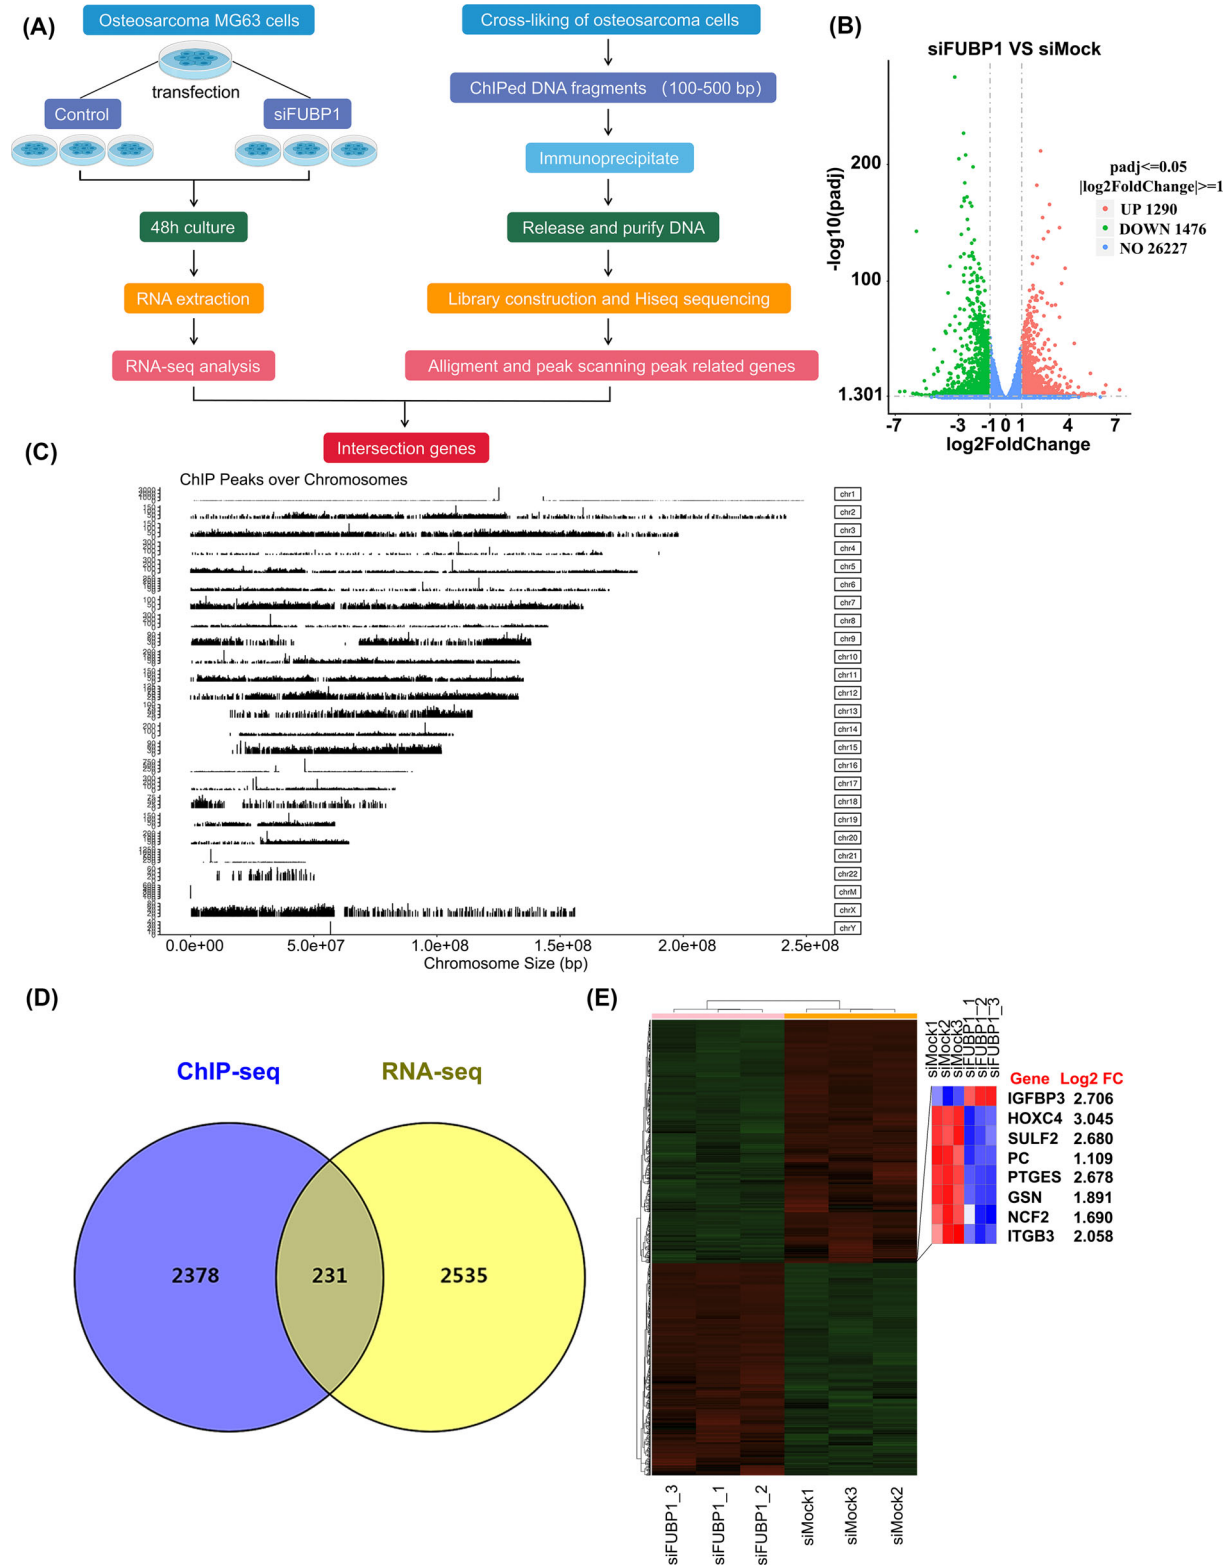 (A)
Osteosarcoma MG63 cells
transfection
Control
siFUBP1
48h culture
RNA extraction
RNA-seq analysis
Cross-liking of osteosarcoma cells
ChIPed DNA fragments （100-500 bp）
Immunoprecipitate
Release and purify DNA
Library construction and Hiseq sequencing
Alligment and peak scanning peak related genes
Intersection genes
(B)
siFUBP1 VS siMock
-log10(padj)
200
100
1.301
-7
-3
-1
0
1
4
7
log2FoldChange
padj<=0.05
|log2FoldChange|>=1
UP 1290
DOWN 1476
NO 26227
(C)
ChIP Peaks over Chromosomes
chr1
chr2
chr3
chr4
chr5
chr6
chr7
chr8
chr9
chr10
chr11
chr12
chr13
chr14
chr15
chr16
chr17
chr18
chr19
chr20
chr21
chr22
chrM
chrX
chrY
0.0e+00
5.0e+07
1.0e+08
1.5e+08
2.0e+08
2.5e+08
Chromosome Size (bp)
(D)
ChIP-seq
RNA-seq
2378
231
2535
(E)
siMock1
siMock2
siMock3
siFUBP1_1
siFUBP1_2
siFUBP1_3
Gene Log2 FC
IGFBP3 2.706
HOXC4 3.045
SULF2 2.680
PC 1.109
PTGES 2.678
GSN 1.891
NCF2 1.690
ITGB3 2.058
siFUBP1_3
siFUBP1_1
siFUBP1_2
siMock1
siMock3
siMock2